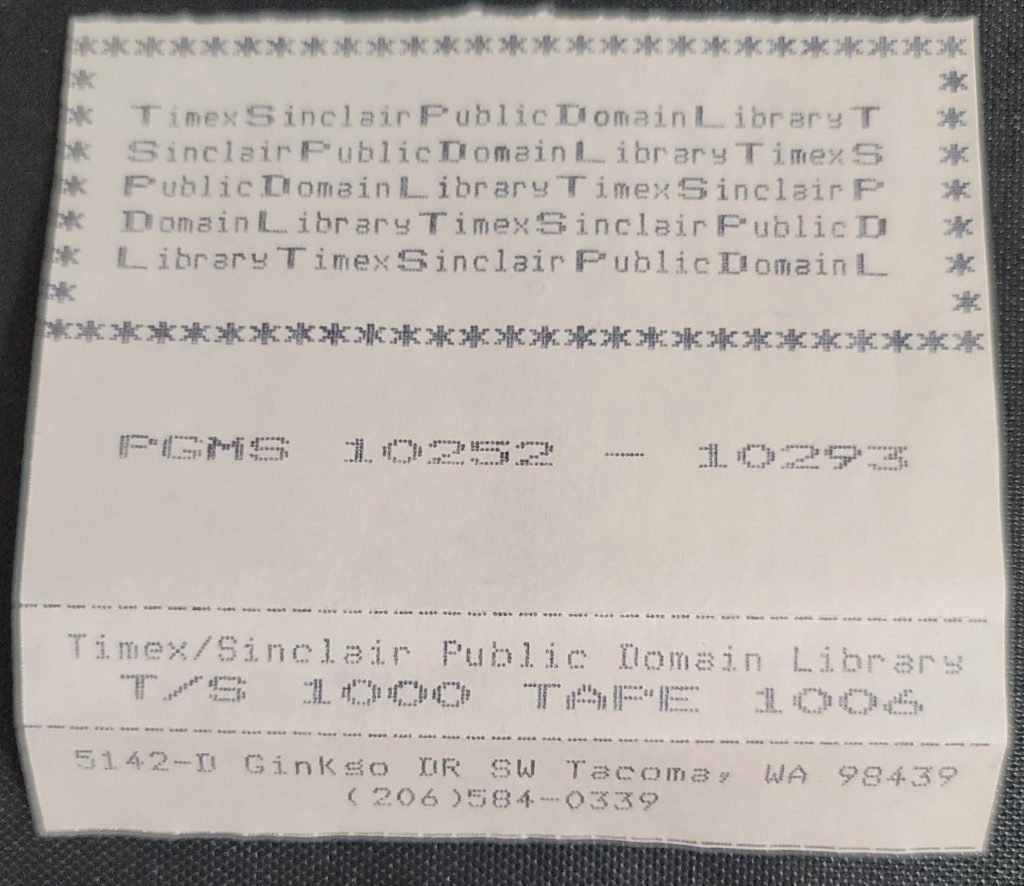 **************************
* *
* TimexSinclairPublicDomainLibraryT *
* SinclairPublicDomainLibraryTimexS *
* PublicDomainLibraryTimexSinclairP *
* DomainLibraryTimexSinclairPublicD *
* LibraryTimexSinclairPublicDomainL *
* *
***************************
PGMS 10252 - 10293
Timex/Sinclair Public Domain Library
T/S 1000 TAPE 1006
5142-D Ginkgo DR SW Tacoma, WA 98439
(206)584-0339